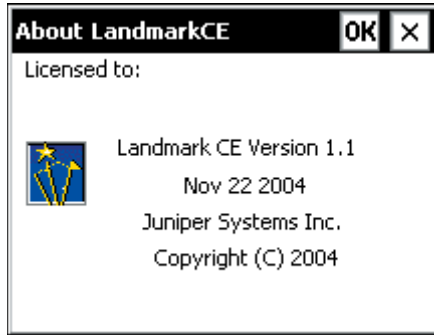 About LandmarkCE OK ×
Licensed to:
Landmark CE Version 1.1
Nov 22 2004
Juniper Systems Inc.
Copyright (C) 2004